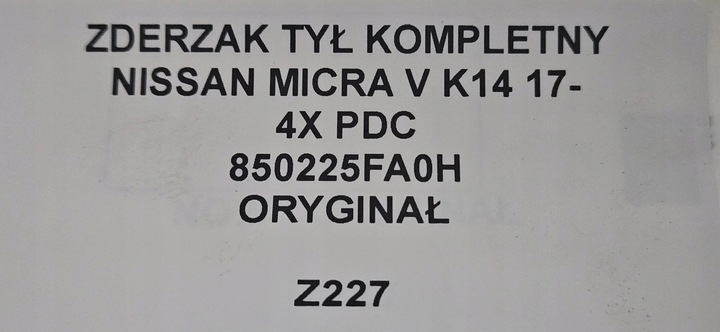 ZDERZAK TYŁ KOMPLETNY
NISSAN MICRA V K14 17-
4X PDC
850225FA0H
ORYGINAŁ
Z227